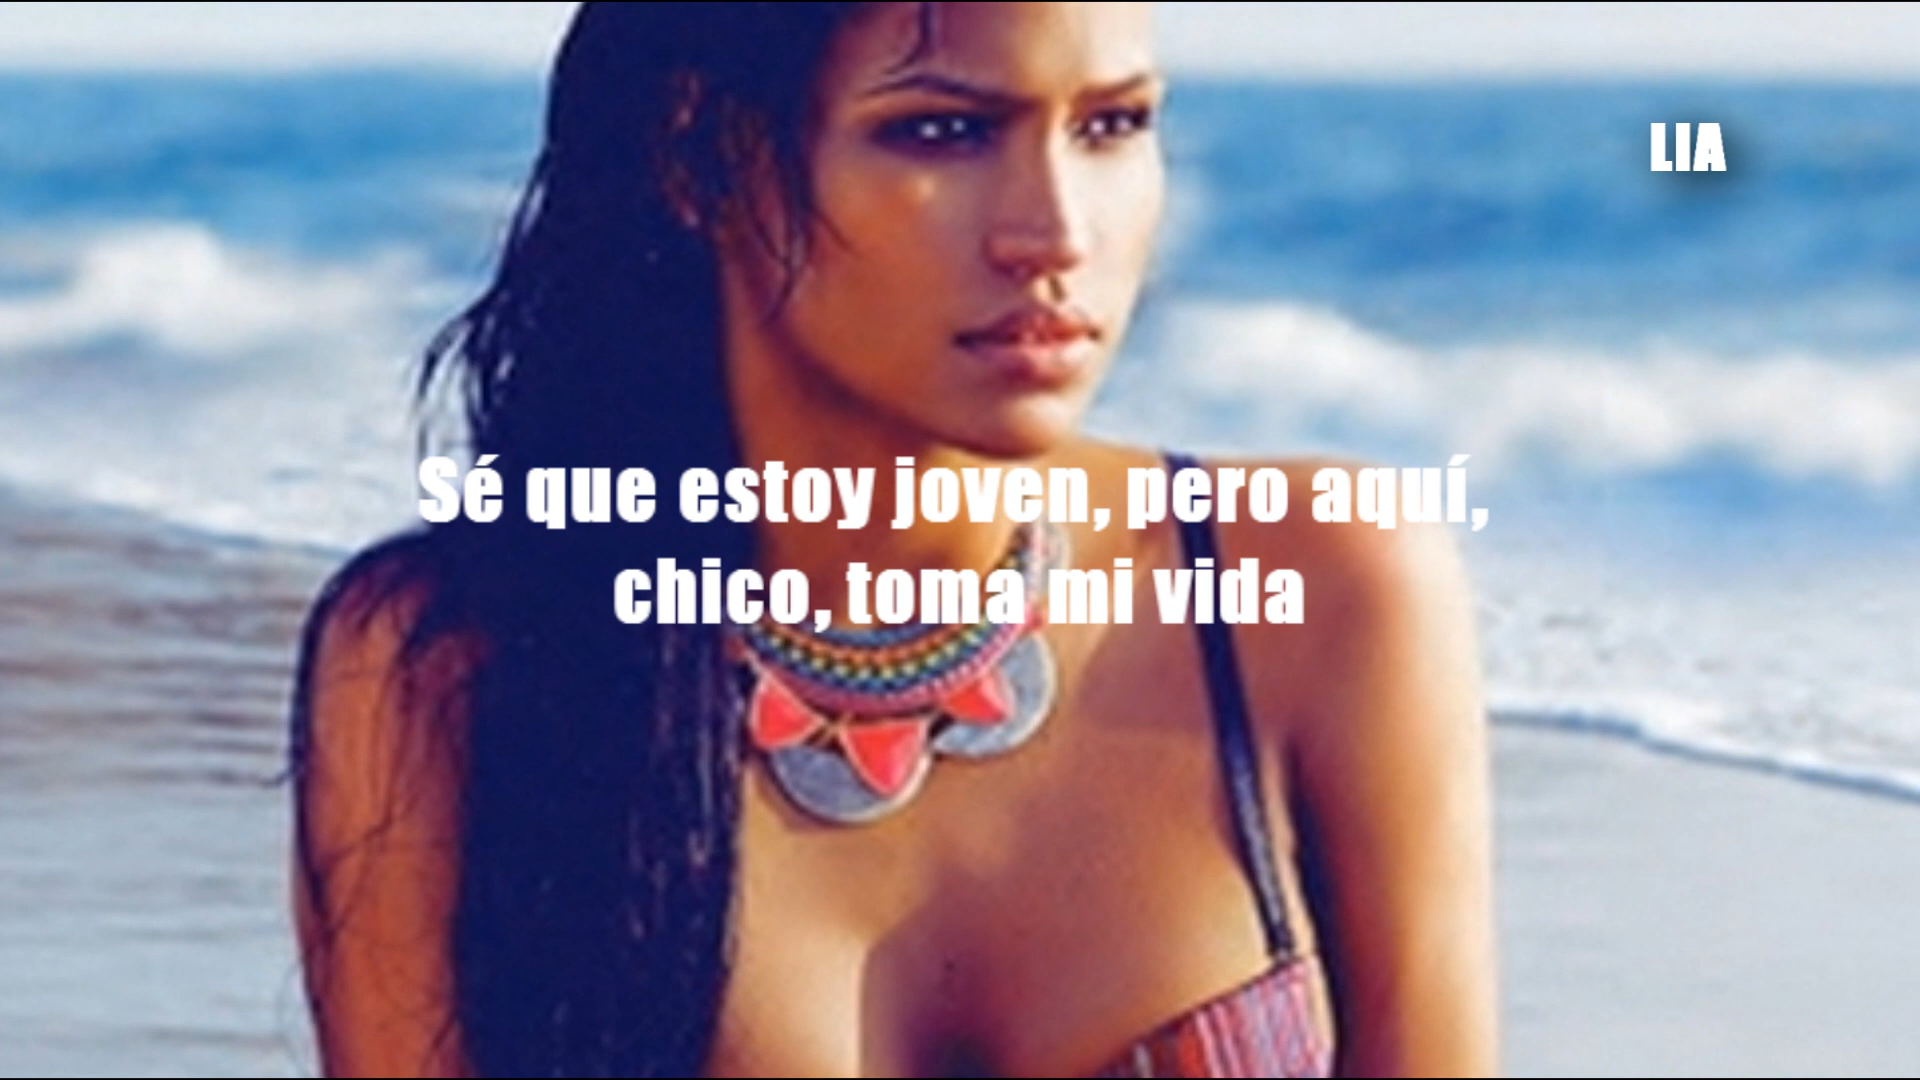 LIA
Sé que estoy joven, pero aquí,
chico, toma mi vida